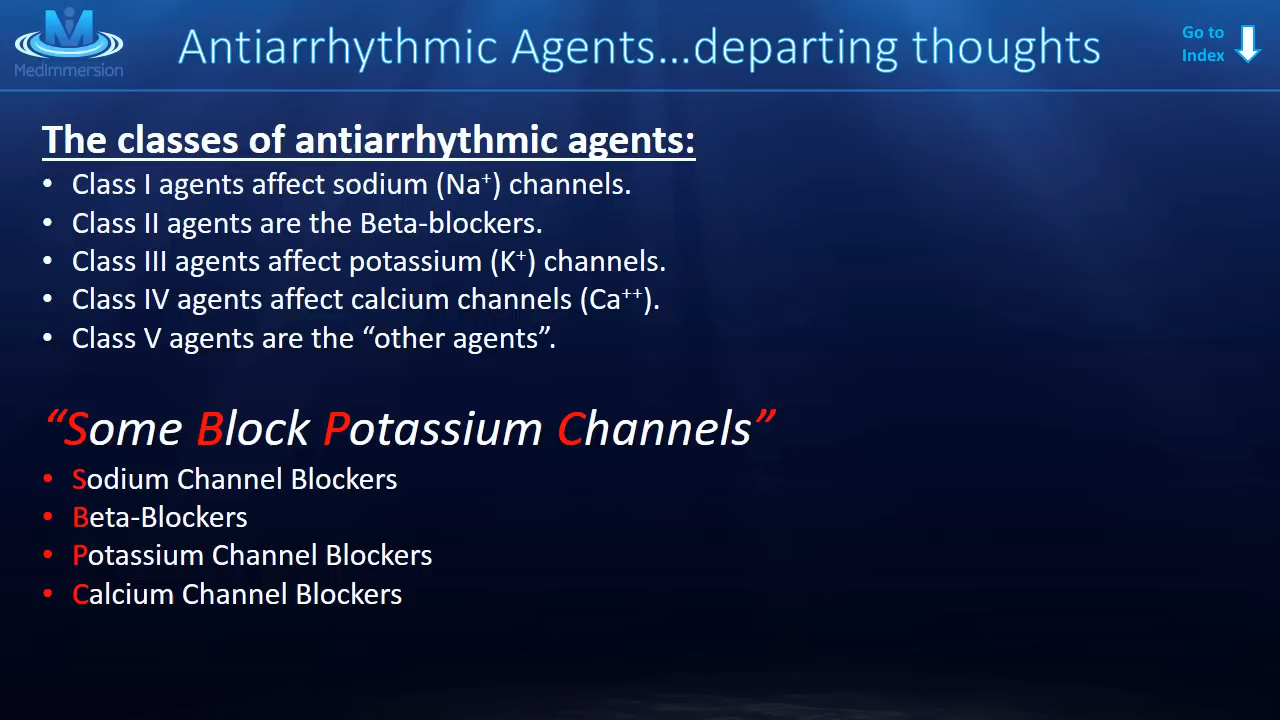 MedImmersion
Antiarrhythmic Agents...departing thoughts
Go to
Index
The classes of antiarrhythmic agents:
• Class I agents affect sodium (Na⁺) channels.
• Class II agents are the Beta-blockers.
• Class III agents affect potassium (K⁺) channels.
• Class IV agents affect calcium channels (Ca⁺⁺).
• Class V agents are the “other agents”.
“Some Block Potassium Channels”
• Sodium Channel Blockers
• Beta-Blockers
• Potassium Channel Blockers
• Calcium Channel Blockers